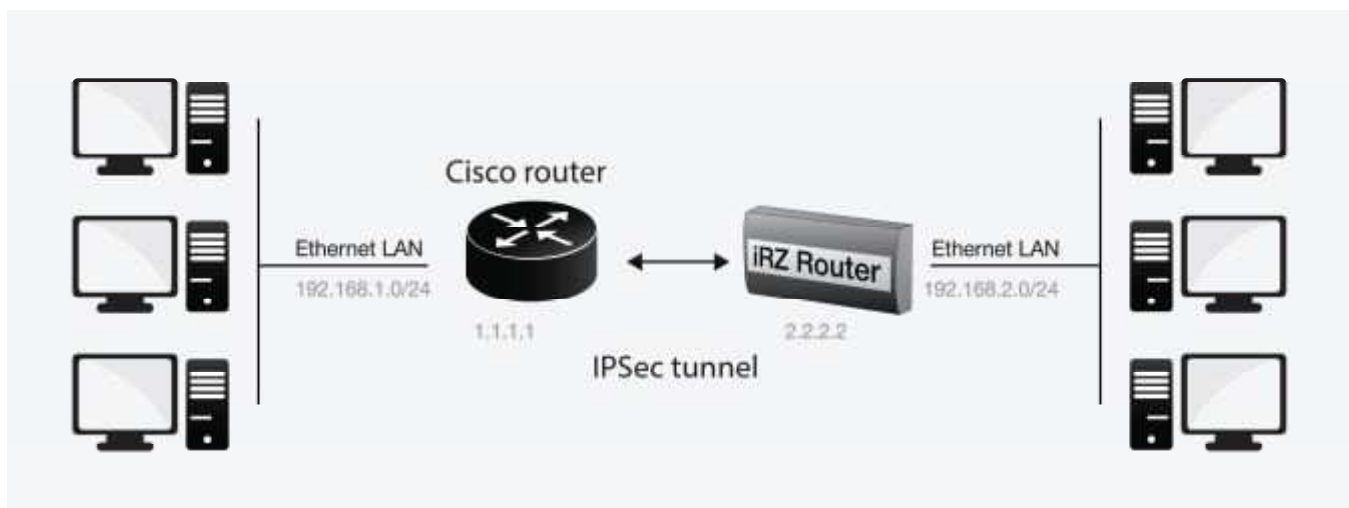 Cisco router
Ethernet LAN
192.168.1.0/24
1.1.1.1
iRZ Router
2.2.2.2
Ethernet LAN
192.168.2.0/24
IPSec tunnel